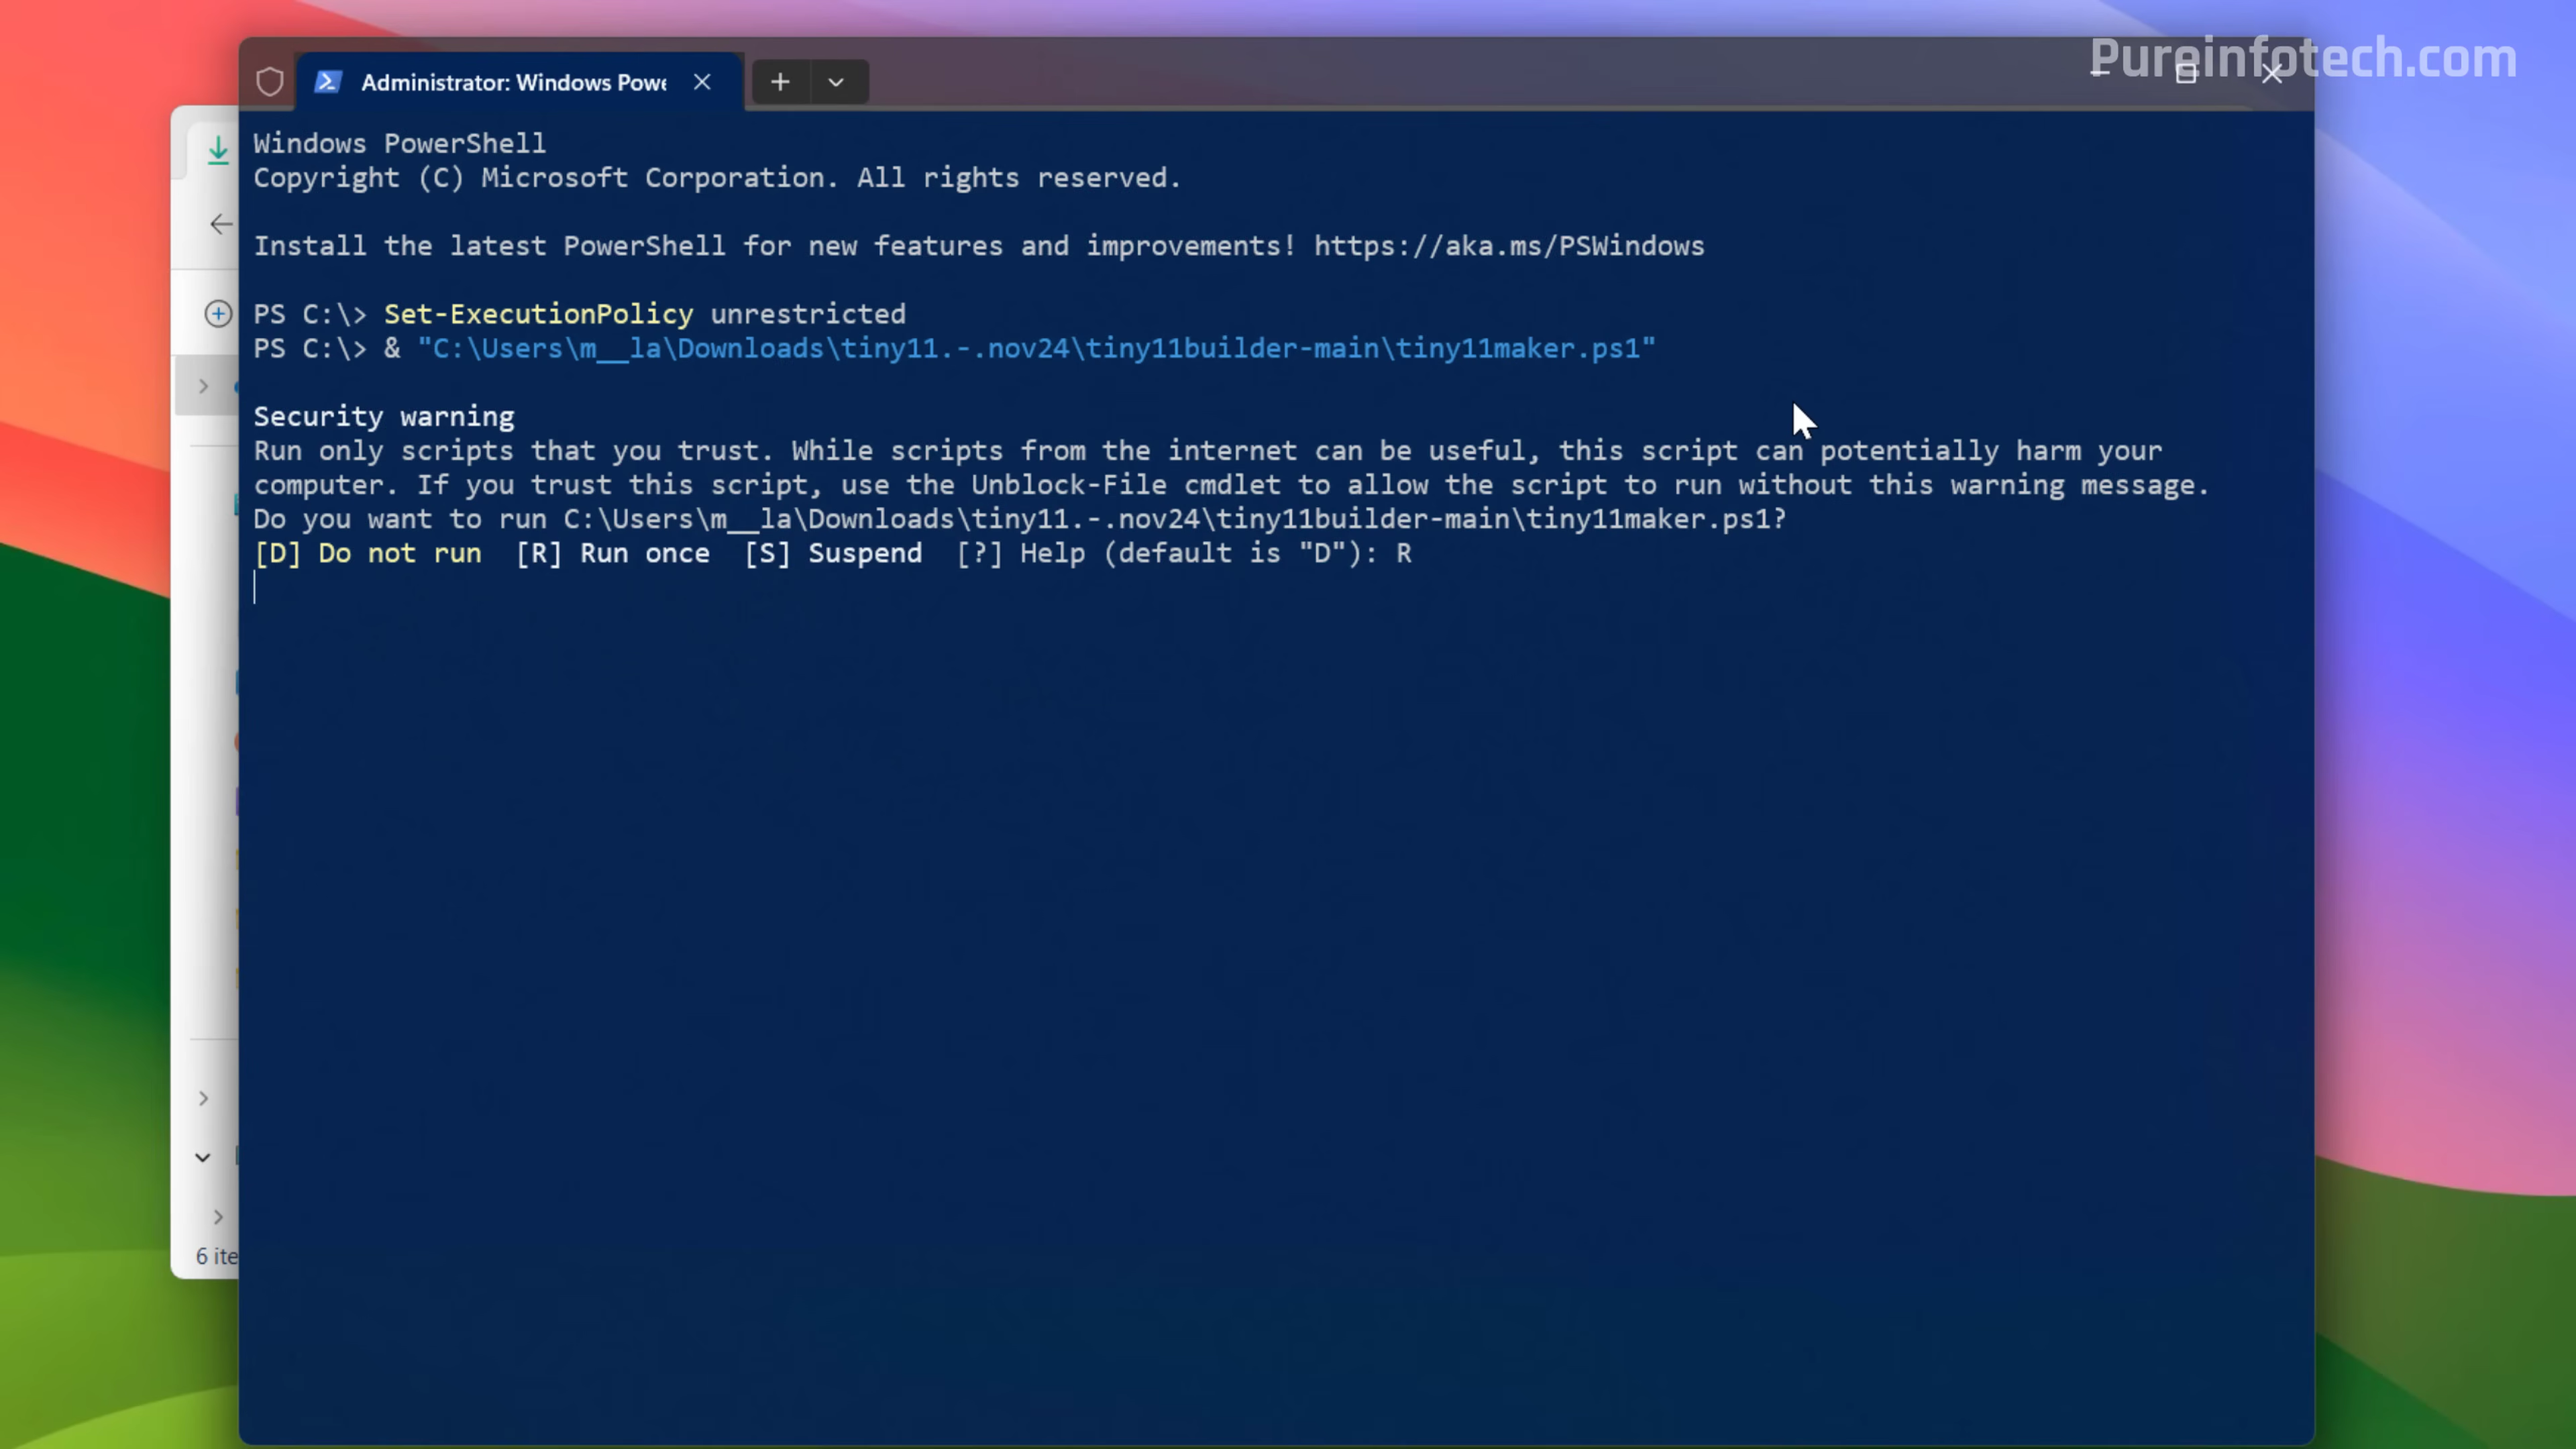 Pureinfotech.com
Administrator: Windows Powe
Windows PowerShell
Copyright (C) Microsoft Corporation. All rights reserved.
Install the latest PowerShell for new features and improvements! https://aka.ms/PSWindows
PS C:\> Set-ExecutionPolicy unrestricted
PS C:\> & "C:\Users\m__la\Downloads\tiny11.-.nov24\tiny11builder-main\tiny11maker.ps1"
Security warning
Run only scripts that you trust. While scripts from the internet can be useful, this script can potentially harm your
computer. If you trust this script, use the Unblock-File cmdlet to allow the script to run without this warning message.
Do you want to run C:\Users\m__la\Downloads\tiny11.-.nov24\tiny11builder-main\tiny11maker.ps1?
[D] Do not run  [R] Run once  [S] Suspend  [?] Help (default is "D"): R
6 ite